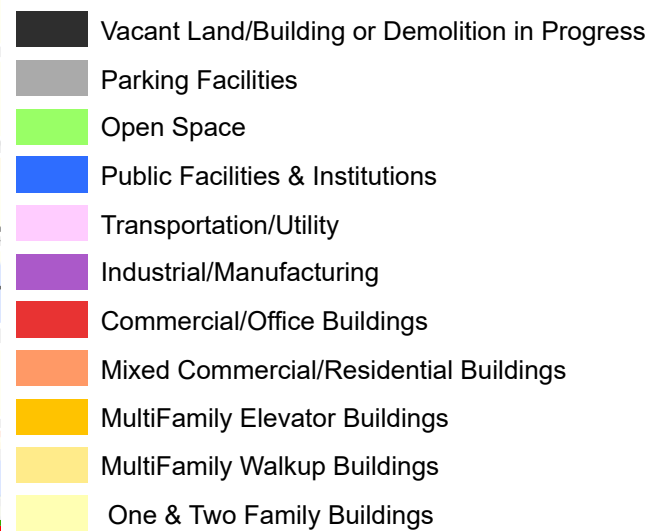 Vacant Land/Building or Demolition in Progress
Parking Facilities
Open Space
Public Facilities & Institutions
Transportation/Utility
Industrial/Manufacturing
Commercial/Office Buildings
Mixed Commercial/Residential Buildings
MultiFamily Elevator Buildings
MultiFamily Walkup Buildings
One & Two Family Buildings